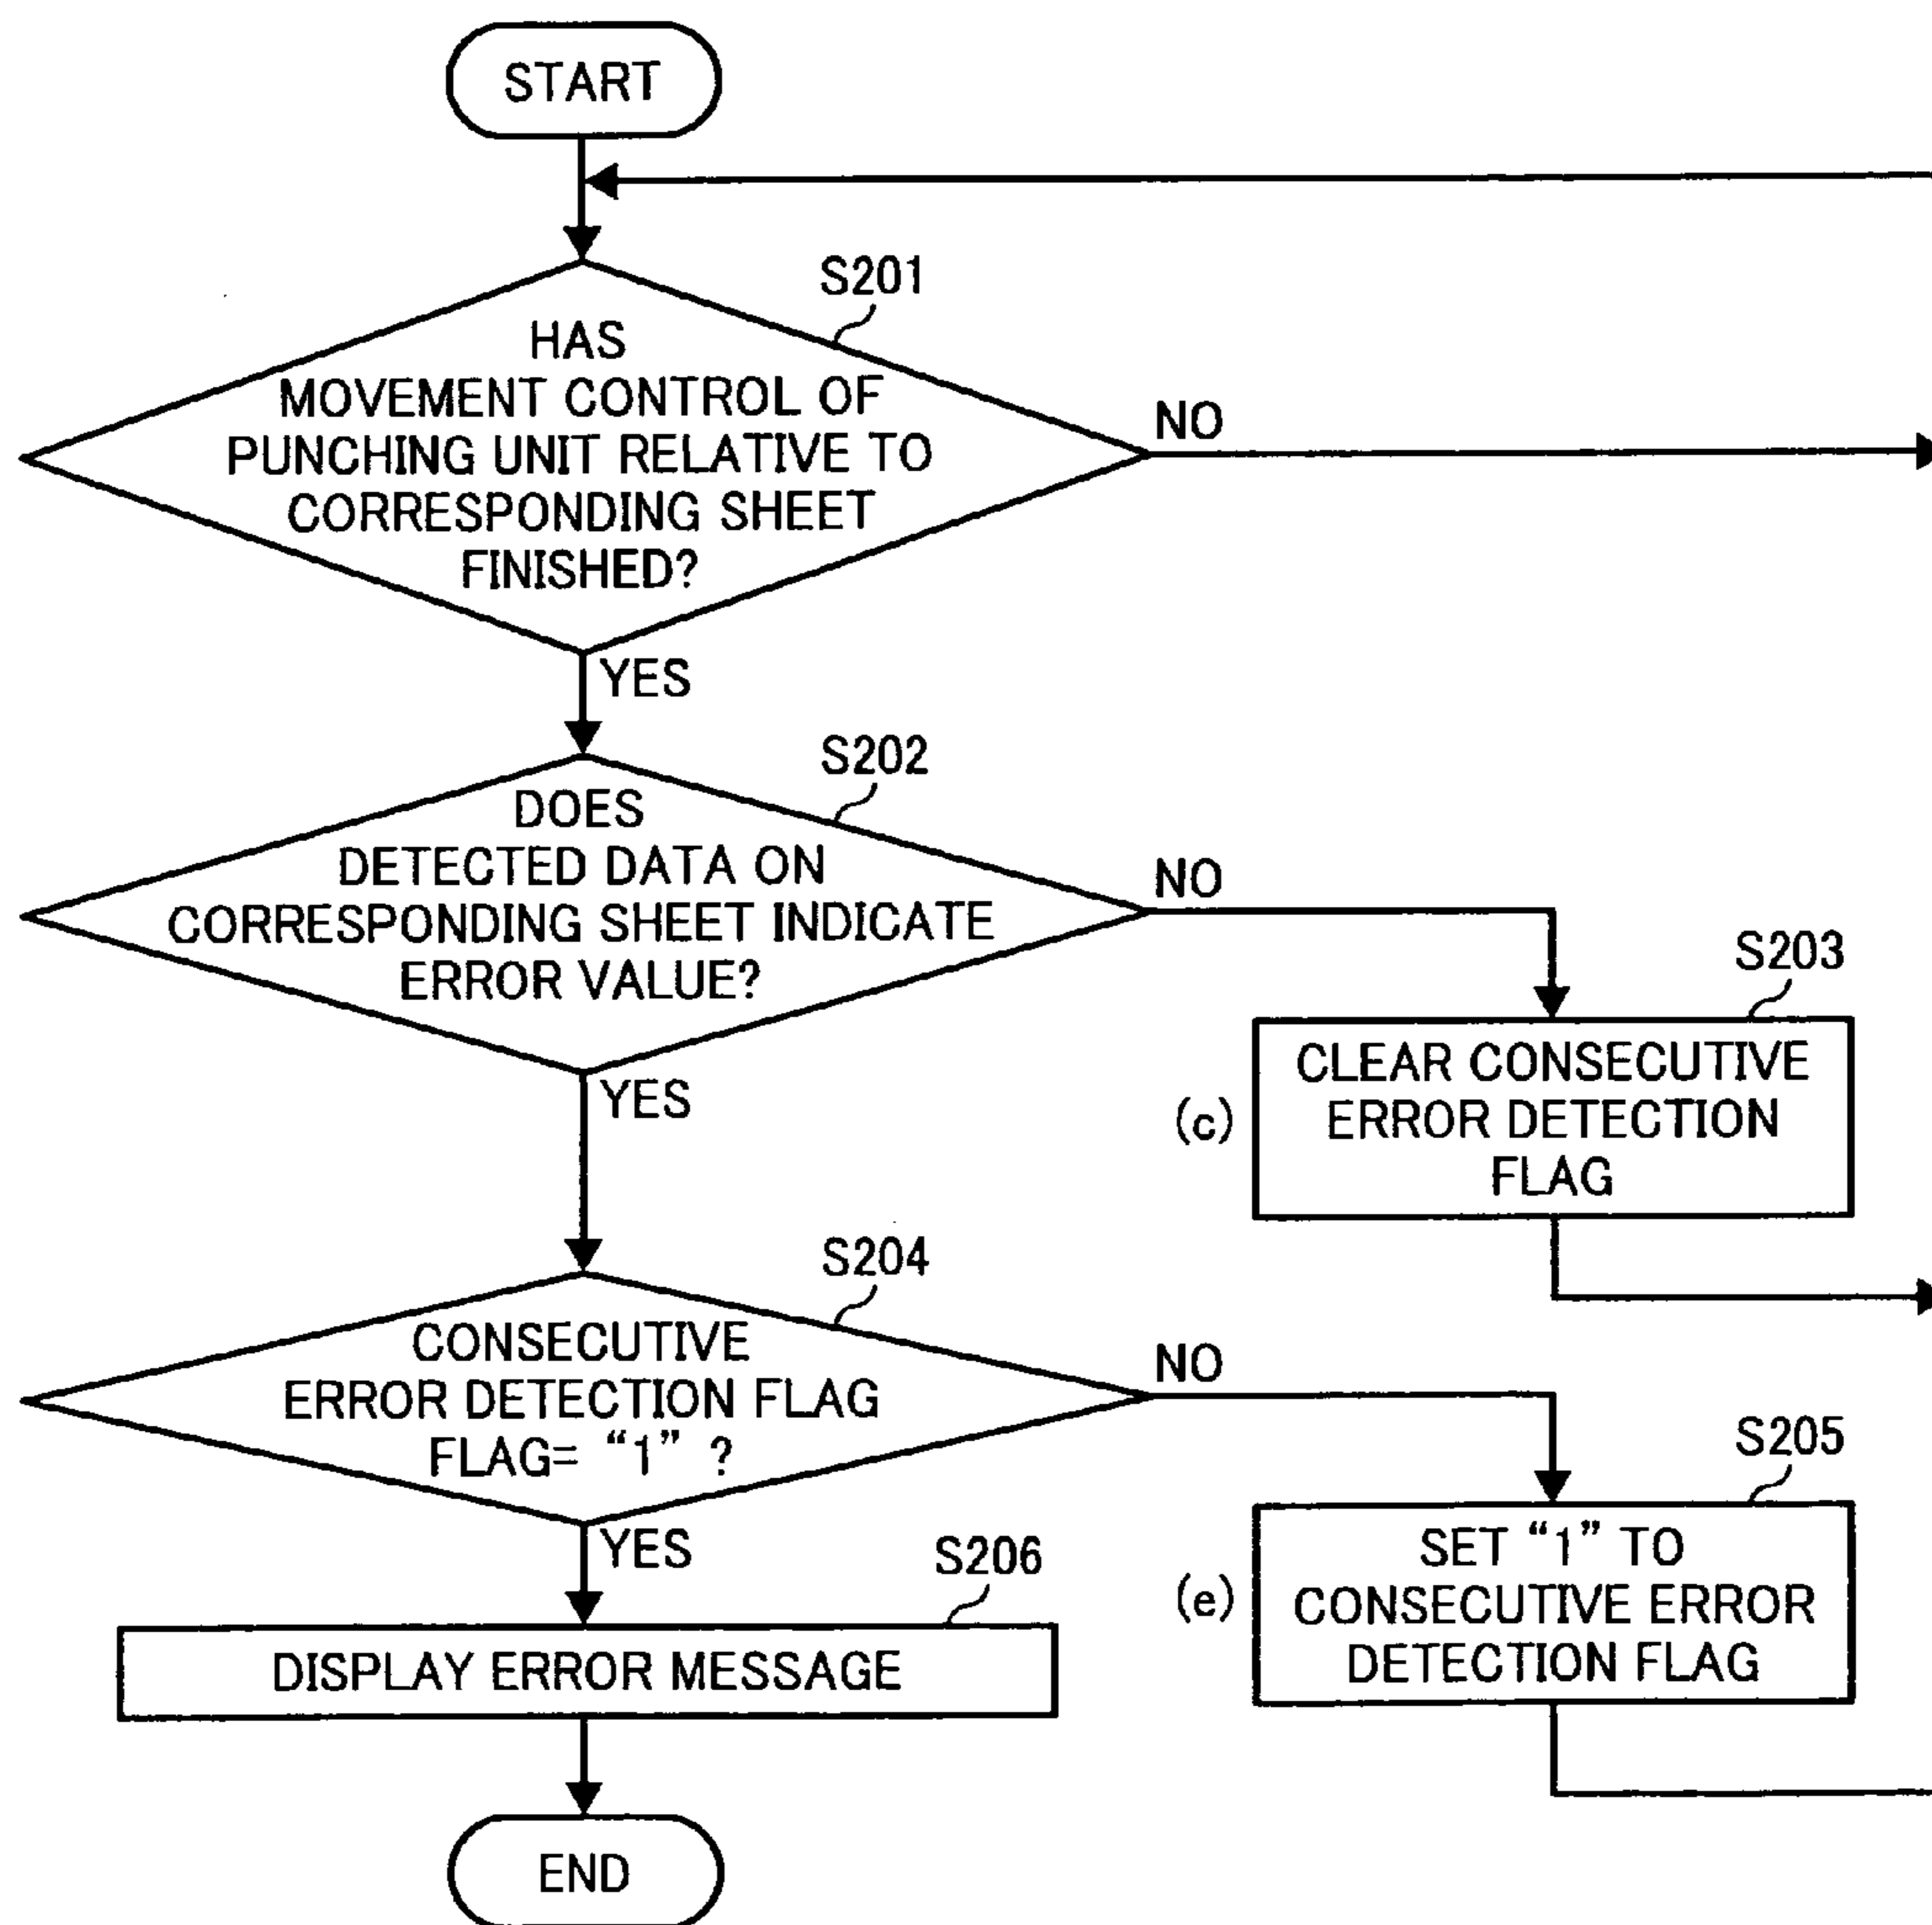 START
S201
HAS
MOVEMENT CONTROL OF
PUNCHING UNIT RELATIVE TO
CORRESPONDING SHEET
FINISHED?
NO
YES
S202
DOES
DETECTED DATA ON
CORRESPONDING SHEET INDICATE
ERROR VALUE?
NO
YES
S203
(c)
CLEAR CONSECUTIVE
ERROR DETECTION
FLAG
S204
CONSECUTIVE
ERROR DETECTION FLAG
FLAG= “1” ?
NO
YES
S205
(e)
SET “1” TO
CONSECUTIVE ERROR
DETECTION FLAG
S206
DISPLAY ERROR MESSAGE
END